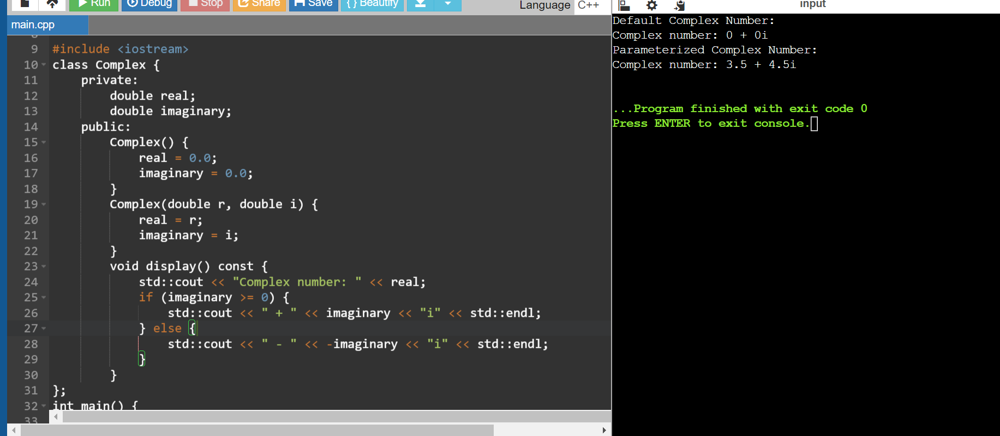 Run Debug Stop Share Save { } Beautify Language C++
main.cpp
9 #include <iostream>
10 class Complex {
11 private:
12 double real;
13 double imaginary;
14 public:
15 Complex() {
16 real = 0.0;
17 imaginary = 0.0;
18 }
19 Complex(double r, double i) {
20 real = r;
21 imaginary = i;
22 }
23 void display() const {
24 std::cout << "Complex number: " << real;
25 if (imaginary >= 0) {
26 std::cout << " + " << imaginary << "i" << std::endl;
27 } else {
28 std::cout << " - " << -imaginary << "i" << std::endl;
29 }
30 }
31 };
32 int main() {
33
input
Default Complex Number:
Complex number: 0 + 0i
Parameterized Complex Number:
Complex number: 3.5 + 4.5i
...Program finished with exit code 0
Press ENTER to exit console.